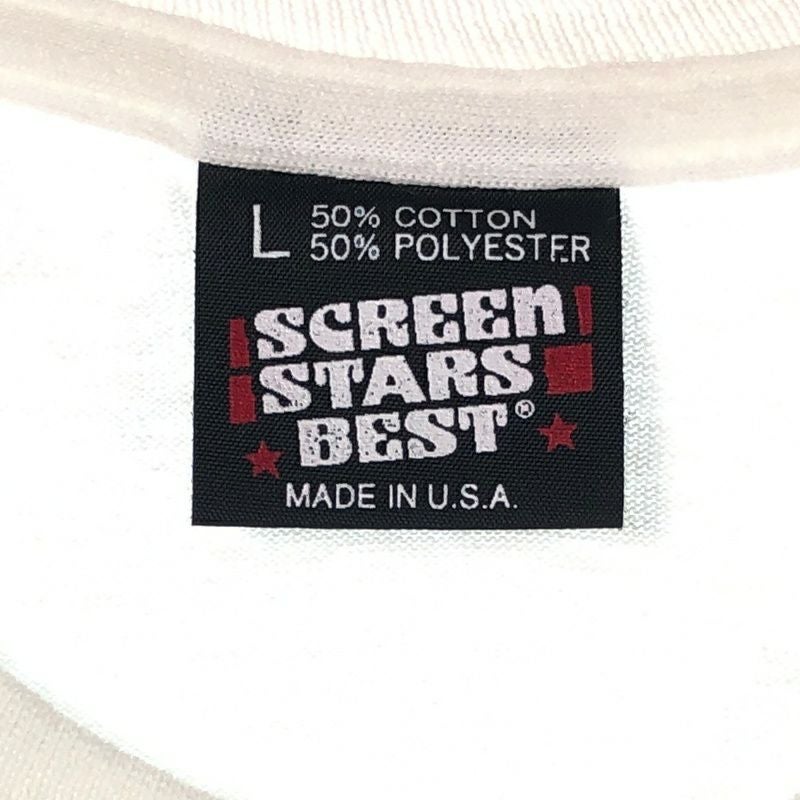 L 50% COTTON
50% POLYESTER
SCREEN
STARS
BEST®
MADE IN U.S.A.